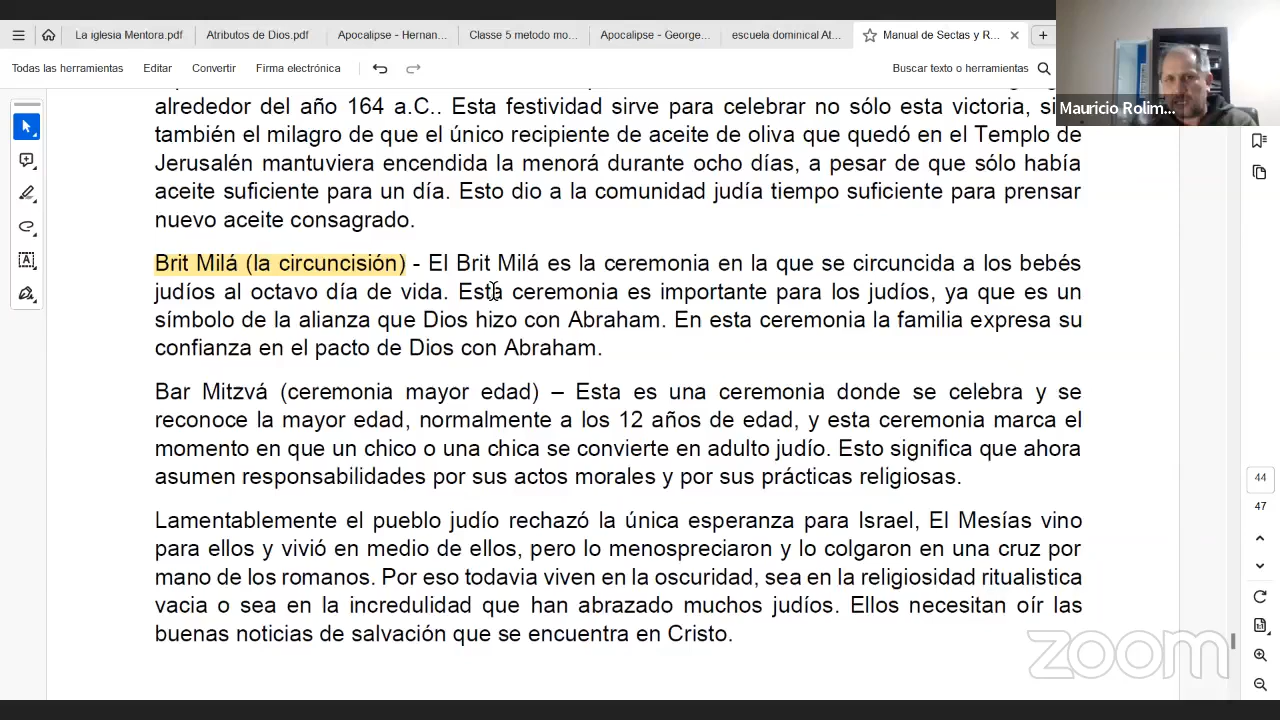 La iglesia Mentora.pdf
Atributos de Dios.pdf
Apocalipse - Hernan...
Classe 5 metodo mo...
Apocalipse - George...
escuela dominical At...
Manual de Sectas y R...
Todas las herramientas
Editar
Convertir
Firma electrónica
Buscar texto o herramientas
Mauricio Rolim...
alrededor del año 164 a.C.. Esta festividad sirve para celebrar no sólo esta victoria,
también el milagro de que el único recipiente de aceite de oliva que quedó en el Templo de
Jerusalén mantuviera encendida la menorá durante ocho días, a pesar de que sólo había
aceite suficiente para un día. Esto dio a la comunidad judía tiempo suficiente para prensar
nuevo aceite consagrado.
Brit Milá (la circuncisión) - El Brit Milá es la ceremonia en la que se circuncida a los bebés
judíos al octavo día de vida. Esta ceremonia es importante para los judíos, ya que es un
símbolo de la alianza que Dios hizo con Abraham. En esta ceremonia la familia expresa su
confianza en el pacto de Dios con Abraham.
Bar Mitzvá (ceremonia mayor edad) – Esta es una ceremonia donde se celebra y se
reconoce la mayor edad, normalmente a los 12 años de edad, y esta ceremonia marca el
momento en que un chico o una chica se convierte en adulto judío. Esto significa que ahora
asumen responsabilidades por sus actos morales y por sus prácticas religiosas.
Lamentablemente el pueblo judío rechazó la única esperanza para Israel, El Mesías vino
para ellos y vivió en medio de ellos, pero lo menospreciaron y lo colgaron en una cruz por
mano de los romanos. Por eso todavia viven en la oscuridad, sea en la religiosidad ritualistica
vacia o sea en la incredulidad que han abrazado muchos judíos. Ellos necesitan oír las
buenas noticias de salvación que se encuentra en Cristo.
44
47
zoom